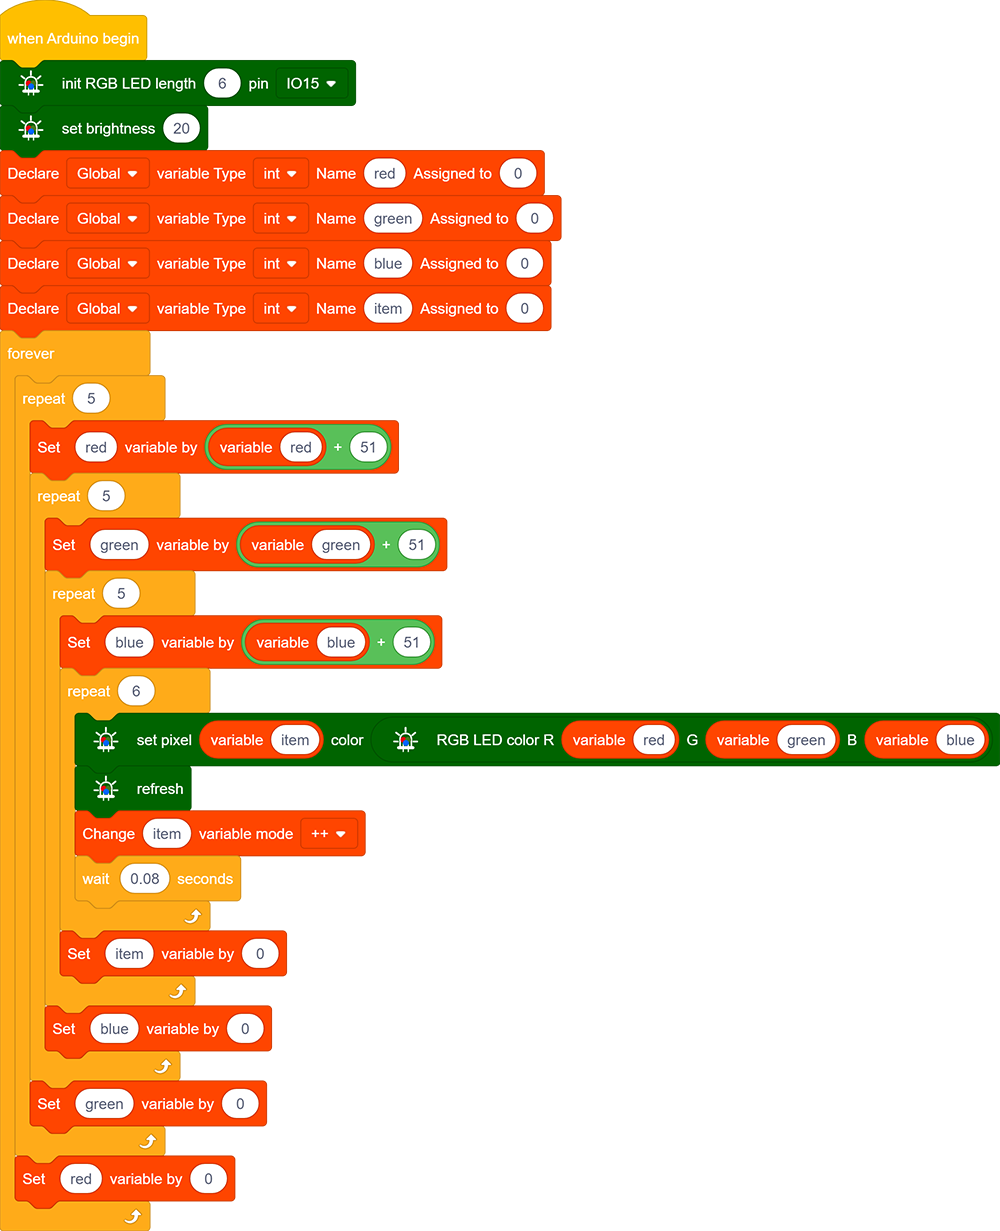 when Arduino begin
init RGB LED length 6 pin IO15
set brightness 20
Declare Global variable Type int Name red Assigned to 0
Declare Global variable Type int Name green Assigned to 0
Declare Global variable Type int Name blue Assigned to 0
Declare Global variable Type int Name item Assigned to 0
forever
repeat 5
Set red variable by variable red + 51
repeat 5
Set green variable by variable green + 51
repeat 5
Set blue variable by variable blue + 51
repeat 6
set pixel variable item color RGB LED color R variable red G variable green B variable blue
refresh
Change item variable mode ++
wait 0.08 seconds
Set item variable by 0
Set blue variable by 0
Set green variable by 0
Set red variable by 0